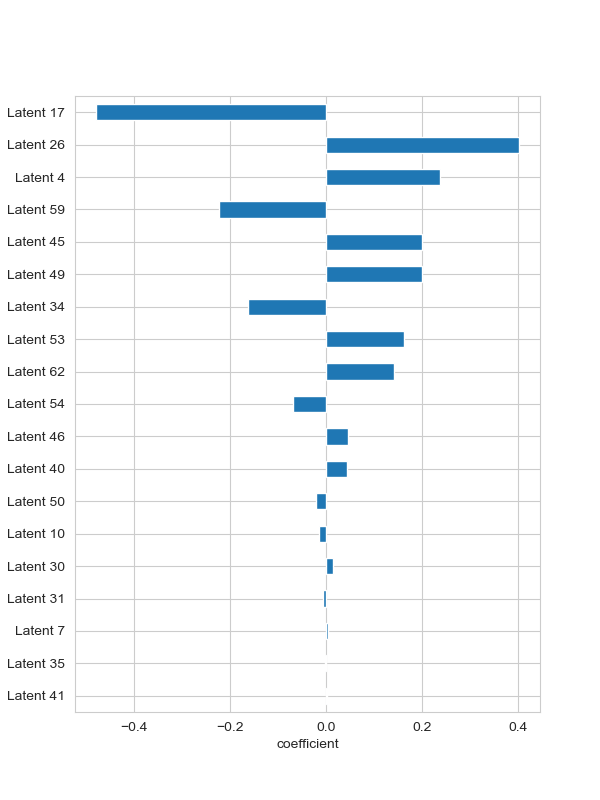 Latent 17
Latent 26
Latent 4
Latent 59
Latent 45
Latent 49
Latent 34
Latent 53
Latent 62
Latent 54
Latent 46
Latent 40
Latent 50
Latent 10
Latent 30
Latent 31
Latent 7
Latent 35
Latent 41
−0.4 −0.2 0.0 0.2 0.4
coefficient